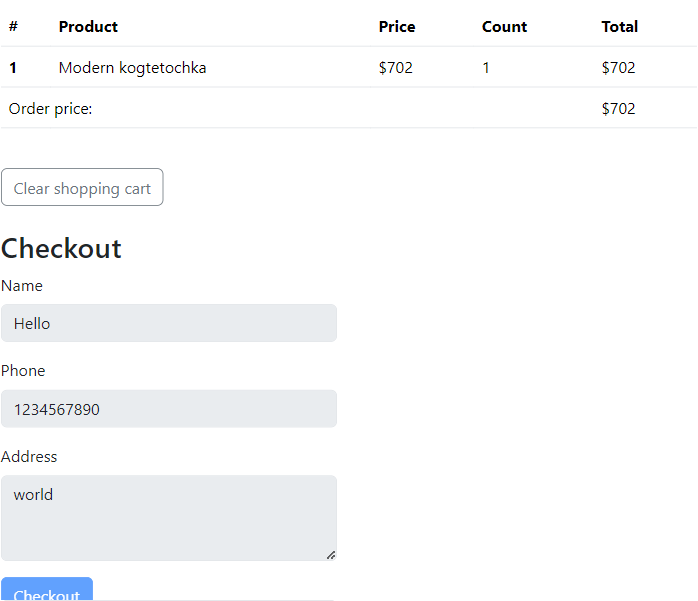 # Product Price Count Total
1 Modern kogtetochka $702 1 $702
Order price: $702
Clear shopping cart
Checkout
Name
Hello
Phone
1234567890
Address
world
Checkout